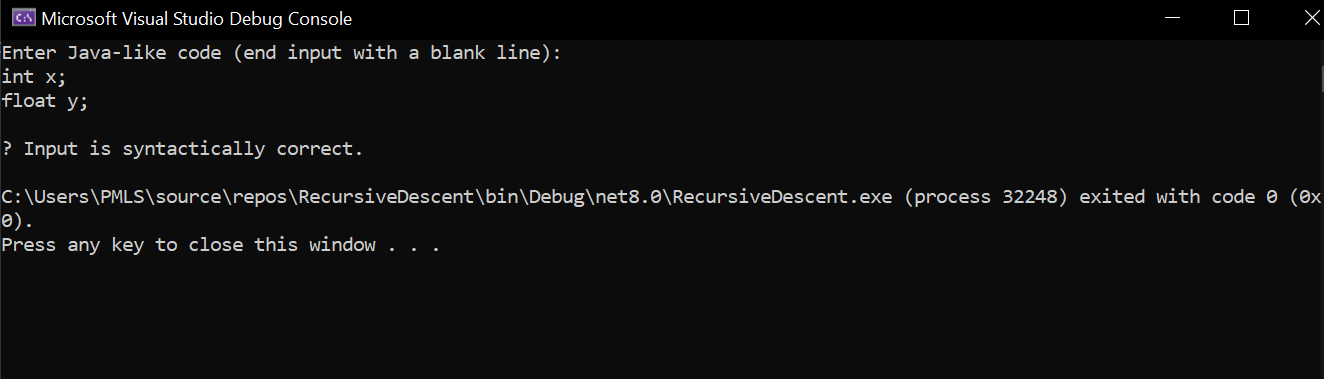 C:\ Microsoft Visual Studio Debug Console
Enter Java-like code (end input with a blank line):
int x;
float y;
? Input is syntactically correct.
C:\Users\PMLS\source\repos\RecursiveDescent\bin\Debug\net8.0\RecursiveDescent.exe (process 32248) exited with code 0 (0x
0).
Press any key to close this window . . .